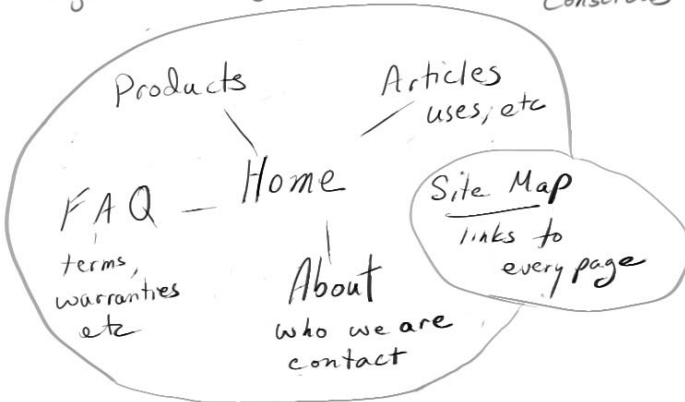 Products
Articles
uses, etc
Home
FAQ
terms,
warranties
etc
About
who we are
contact
Site Map
links to
every page